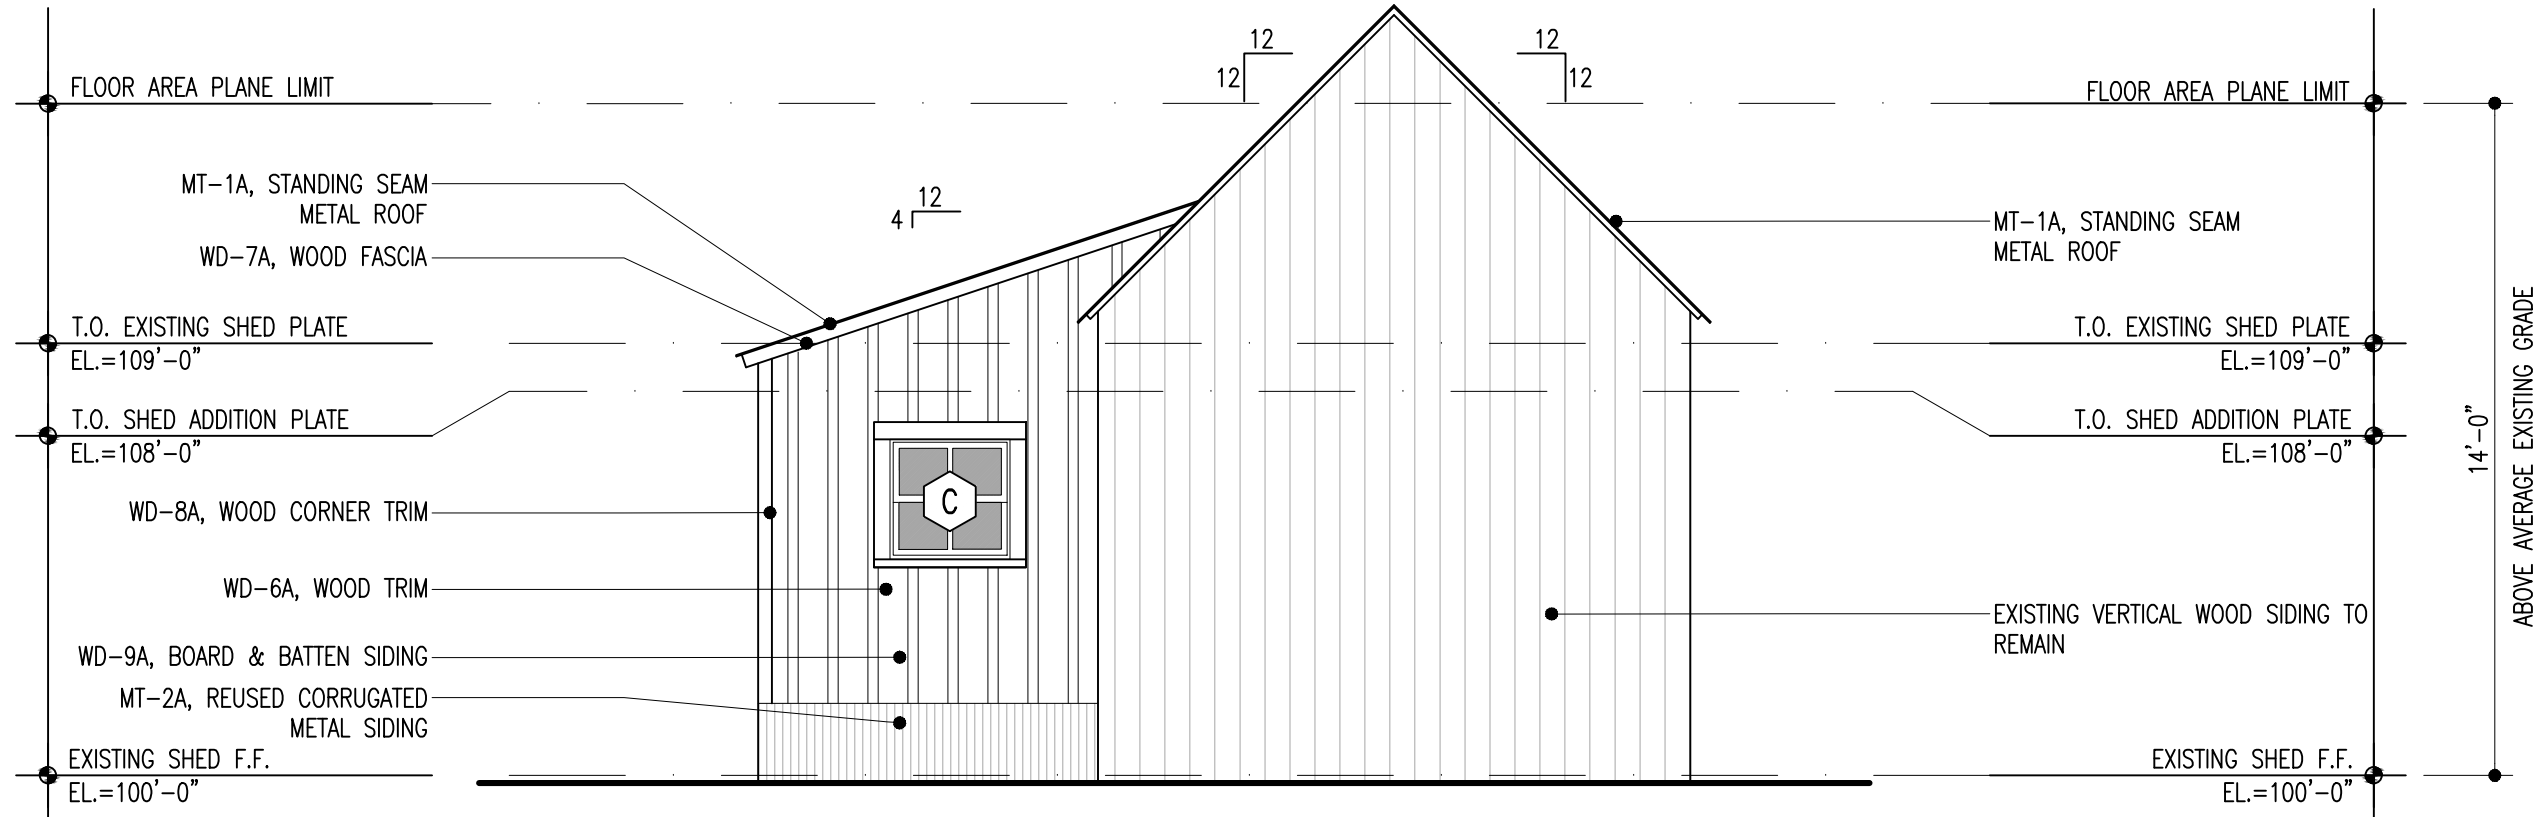 12
12
12
12
FLOOR AREA PLANE LIMIT
FLOOR AREA PLANE LIMIT
MT-1A, STANDING SEAM
METAL ROOF
12
4
MT-1A, STANDING SEAM
METAL ROOF
WD-7A, WOOD FASCIA
T.O. EXISTING SHED PLATE
EL.=109'-0"
T.O. EXISTING SHED PLATE
EL.=109'-0"
T.O. SHED ADDITION PLATE
EL.=108'-0"
T.O. SHED ADDITION PLATE
EL.=108'-0"
14'-0"
ABOVE AVERAGE EXISTING GRADE
C
WD-8A, WOOD CORNER TRIM
WD-6A, WOOD TRIM
EXISTING VERTICAL WOOD SIDING TO
REMAIN
WD-9A, BOARD & BATTEN SIDING
MT-2A, REUSED CORRUGATED
METAL SIDING
EXISTING SHED F.F.
EL.=100'-0"
EXISTING SHED F.F.
EL.=100'-0"